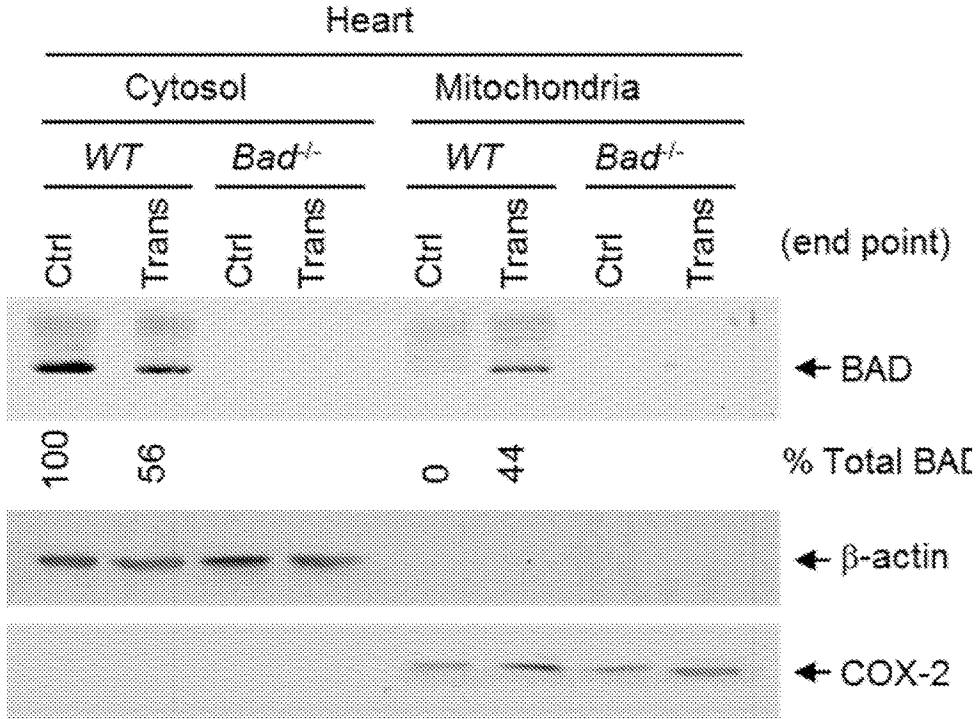 Heart
Cytosol Mitochondria
WT Bad-/- WT Bad-/-
Ctrl Trans Ctrl Trans Ctrl Trans Ctrl Trans (end point)
BAD
100 56 0 44 % Total BAD
β-actin
COX-2